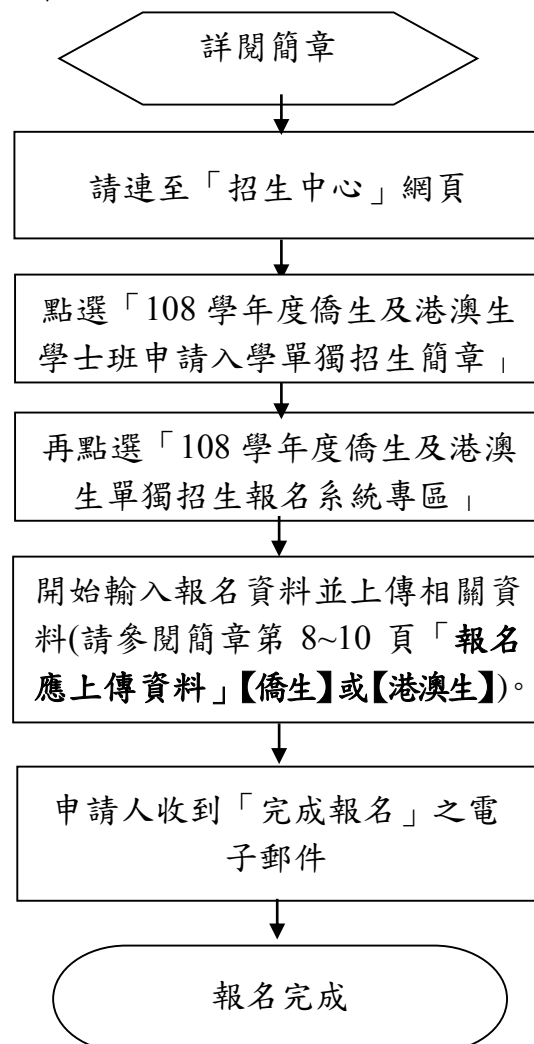 詳閱簡章
請連至「招生中心」網頁
點選「108 學年度僑生及港澳生
學士班申請入學單獨招生簡章」
再點選「108 學年度僑生及港澳
生單獨招生報名系統專區」
開始輸入報名資料並上傳相關資
料(請參閱簡章第 8~10 頁「報名
應上傳資料」【僑生】或【港澳生】)。
申請人收到「完成報名」之電
子郵件
報名完成